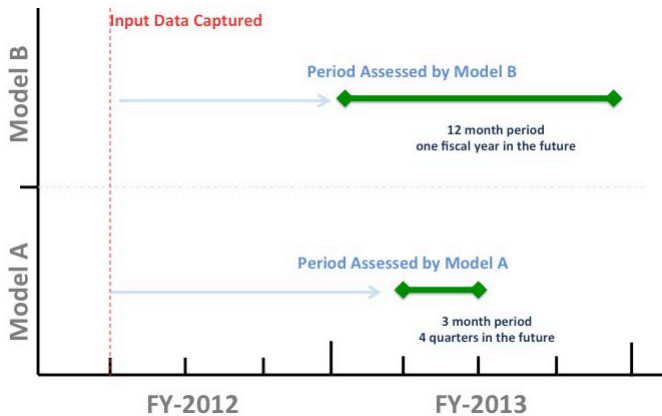 Input Data Captured
Model B
Period Assessed by Model B
12 month period
one fiscal year in the future
Model A
Period Assessed by Model A
3 month period
4 quarters in the future
FY-2012
FY-2013